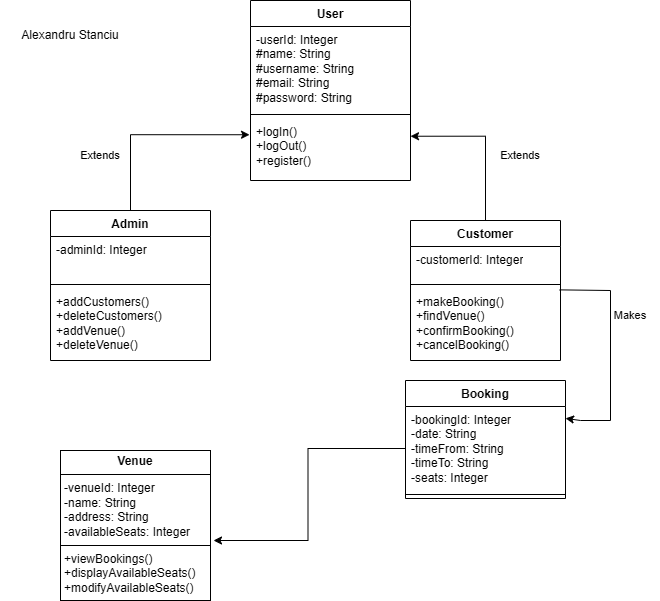 Alexandru Stanciu
User
-userId: Integer
#name: String
#username: String
#email: String
#password: String
+logIn()
+logOut()
+register()
Extends
Extends
Admin
-adminId: Integer
+addCustomers()
+deleteCustomers()
+addVenue()
+deleteVenue()
Customer
-customerId: Integer
+makeBooking()
+findVenue()
+confirmBooking()
+cancelBooking()
Makes
Booking
-bookingId: Integer
-date: String
-timeFrom: String
-timeTo: String
-seats: Integer
Venue
-venueId: Integer
-name: String
-address: String
-availableSeats: Integer
+viewBookings()
+displayAvailableSeats()
+modifyAvailableSeats()